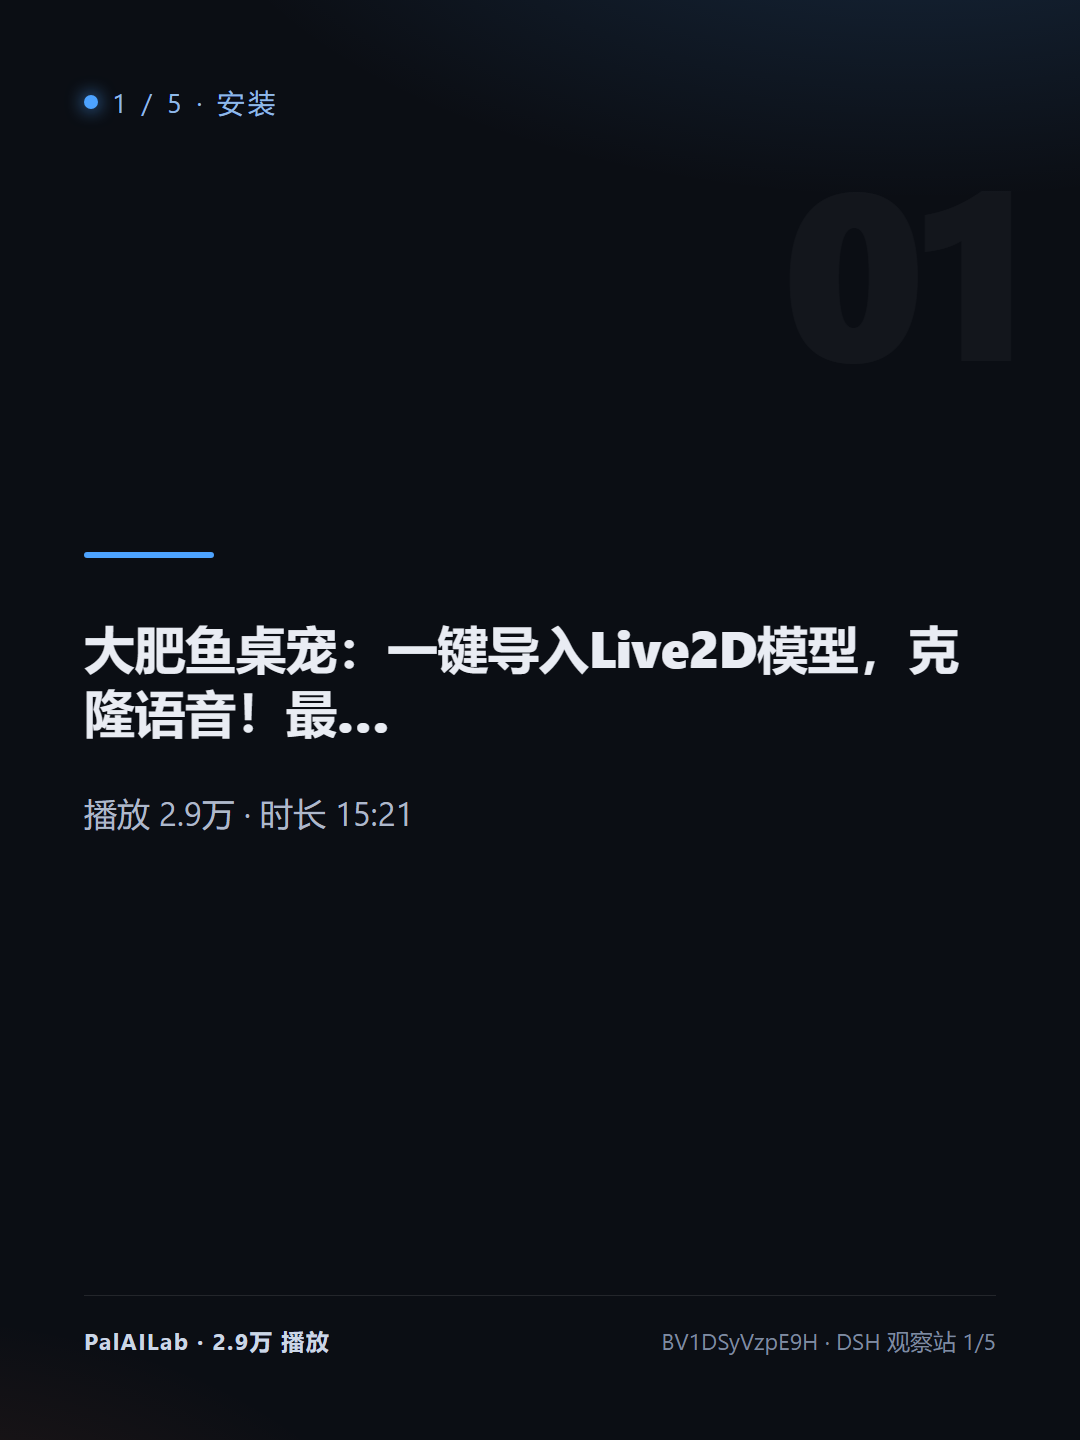 1 / 5 · 安装
01
大肥鱼桌宠：一键导入Live2D模型，克
隆语音！最...
播放 2.9万 · 时长 15:21
PalAILab · 2.9万 播放
BV1DSyVzpE9H · DSH 观察站 1/5